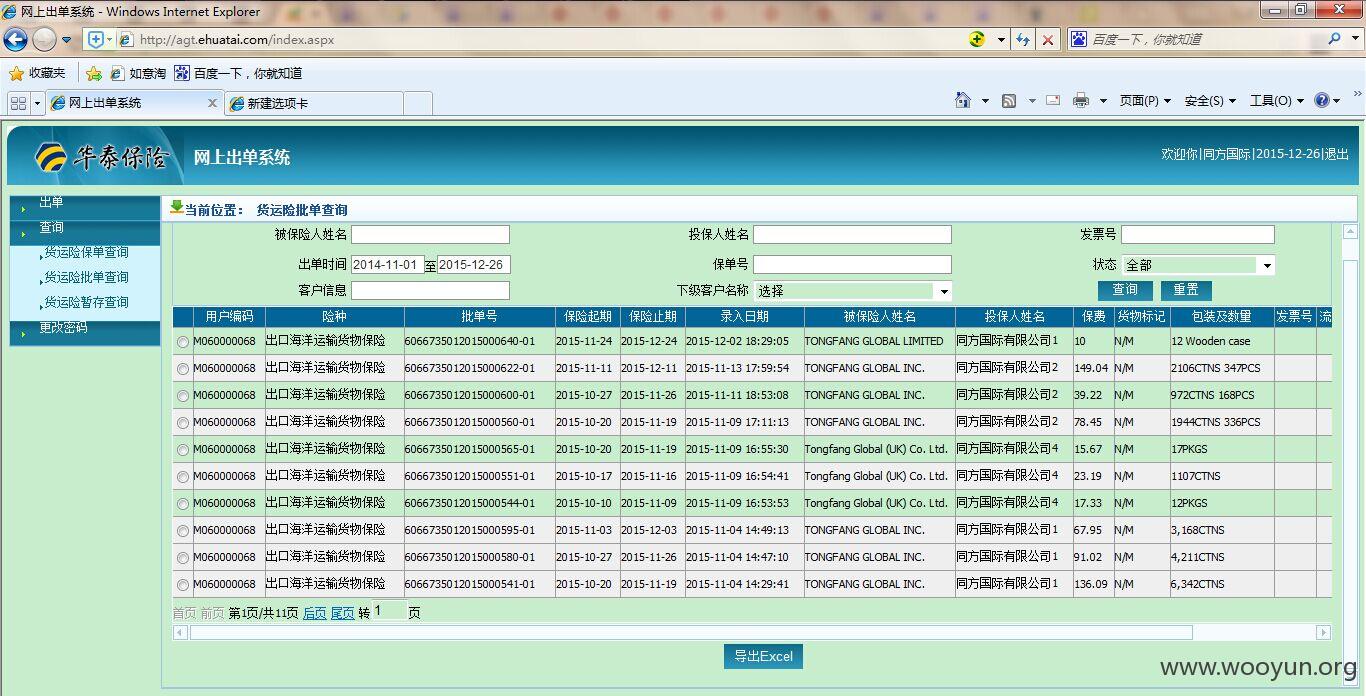 网上出单系统 - Windows Internet Explorer
http://agt.ehuatai.com/index.aspx
百度一下，你就知道
收藏夹 如意淘 百度一下，你就知道
网上出单系统 X 新建选项卡
页面(P) 安全(S) 工具(O)
华泰保险 网上出单系统 欢迎你|同方国际|2015-12-26|退出
出单
查询
货运险保单查询
货运险批单查询
货运险暂存查询
更改密码
当前位置： 货运险批单查询
被保险人姓名 投保人姓名 发票号
出单时间 2014-11-01 至 2015-12-26 保单号 状态 全部
客户信息 下级客户名称 选择 查询 重置
用户编码 险种 批单号 保险起期 保险止期 录入日期 被保险人姓名 投保人姓名 保费 货物标记 包装及数量 发票号 流
M060000068 出口海洋运输货物保险 6066735012015000640-01 2015-11-24 2015-12-24 2015-12-02 18:29:05 TONGFANG GLOBAL LIMITED 同方国际有限公司1 10 N/M 12 Wooden case
M060000068 出口海洋运输货物保险 6066735012015000622-01 2015-11-11 2015-12-11 2015-11-13 17:59:54 TONGFANG GLOBAL INC. 同方国际有限公司2 149.04 N/M 2106CTNS 347PCS
M060000068 出口海洋运输货物保险 6066735012015000600-01 2015-10-27 2015-11-26 2015-11-11 18:53:08 TONGFANG GLOBAL INC. 同方国际有限公司2 39.22 N/M 972CTNS 168PCS
M060000068 出口海洋运输货物保险 6066735012015000560-01 2015-10-20 2015-11-19 2015-11-09 17:11:13 TONGFANG GLOBAL INC. 同方国际有限公司2 78.45 N/M 1944CTNS 336PCS
M060000068 出口海洋运输货物保险 6066735012015000565-01 2015-10-20 2015-11-19 2015-11-09 16:55:30 Tongfang Global (UK) Co. Ltd. 同方国际有限公司4 15.67 N/M 17PKGS
M060000068 出口海洋运输货物保险 6066735012015000551-01 2015-10-17 2015-11-16 2015-11-09 16:54:41 Tongfang Global (UK) Co. Ltd. 同方国际有限公司4 23.19 N/M 1107CTNS
M060000068 出口海洋运输货物保险 6066735012015000544-01 2015-10-10 2015-11-09 2015-11-09 16:53:53 Tongfang Global (UK) Co. Ltd. 同方国际有限公司4 17.33 N/M 12PKGS
M060000068 出口海洋运输货物保险 6066735012015000595-01 2015-11-03 2015-12-03 2015-11-04 14:49:13 TONGFANG GLOBAL INC. 同方国际有限公司1 67.95 N/M 3,168CTNS
M060000068 出口海洋运输货物保险 6066735012015000580-01 2015-10-27 2015-11-26 2015-11-04 14:47:10 TONGFANG GLOBAL INC. 同方国际有限公司1 91.02 N/M 4,211CTNS
M060000068 出口海洋运输货物保险 6066735012015000541-01 2015-10-20 2015-11-19 2015-11-04 14:29:41 TONGFANG GLOBAL INC. 同方国际有限公司1 136.09 N/M 6,342CTNS
首页 前页 第1页/共11页 后页 尾页 转 1 页
导出Excel
www.wooyun.org